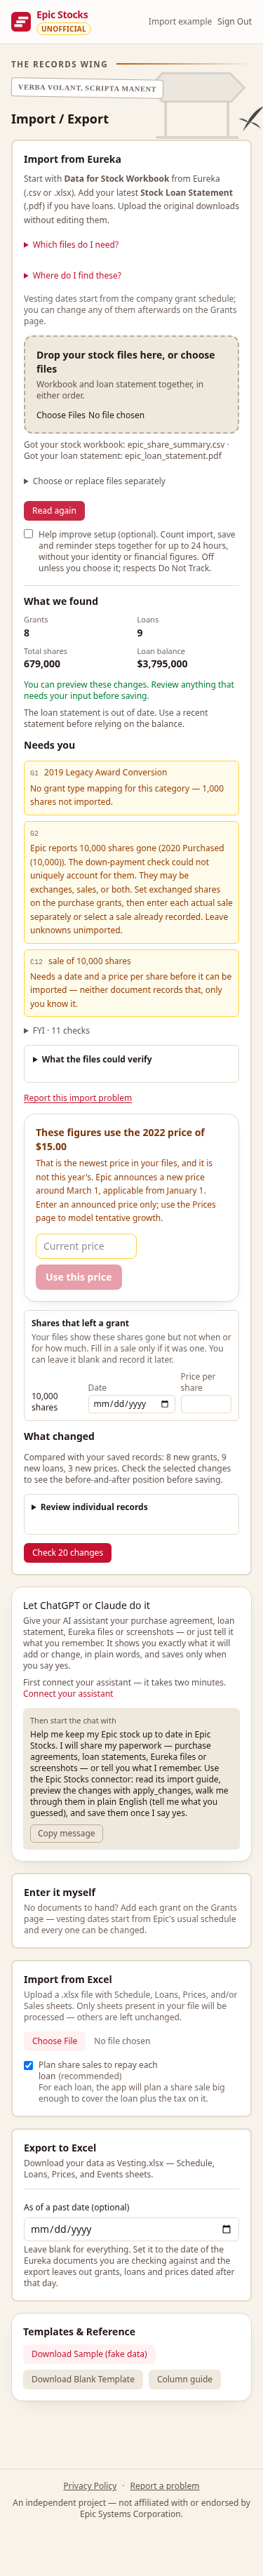 Epic Stocks
UNOFFICIAL
Import example
Sign Out
THE RECORDS WING
VERBA VOLANT, SCRIPTA MANENT
Import / Export
Import from Eureka
Start with Data for Stock Workbook from Eureka
(.csv or .xlsx). Add your latest Stock Loan Statement
(.pdf) if you have loans. Upload the original downloads
without editing them.
Which files do I need?
Where do I find these?
Vesting dates start from the company grant schedule;
you can change any of them afterwards on the Grants
page.
Drop your stock files here, or choose
files
Workbook and loan statement together, in
either order.
Choose Files No file chosen
Got your stock workbook: epic_share_summary.csv ·
Got your loan statement: epic_loan_statement.pdf
Choose or replace files separately
Read again
Help improve setup (optional). Count import, save
and reminder steps together for up to 24 hours,
without your identity or financial figures. Off
unless you choose it; respects Do Not Track.
What we found
Grants
8
Loans
9
Total shares
679,000
Loan balance
$3,795,000
You can preview these changes. Review anything that
needs your input before saving.
The loan statement is out of date. Use a recent
statement before relying on the balance.
Needs you
G1 2019 Legacy Award Conversion
No grant type mapping for this category — 1,000
shares not imported.
G2
Epic reports 10,000 shares gone (2020 Purchased
(10,000)). The down-payment check could not
uniquely account for them. They may be
exchanges, sales, or both. Set exchanged shares
on the purchase grants, then enter each actual sale
separately or select a sale already recorded. Leave
unknowns unimported.
C12 sale of 10,000 shares
Needs a date and a price per share before it can be
imported — neither document records that, only
you know it.
FYI · 11 checks
What the files could verify
Report this import problem
These figures use the 2022 price of
$15.00
That is the newest price in your files, and it is
not this year's. Epic announces a new price
around March 1, applicable from January 1.
Enter an announced price only; use the Prices
page to model tentative growth.
Current price
Use this price
Shares that left a grant
Your files show these shares gone but not when or
for how much. Fill in a sale only if it was one. You
can leave it blank and record it later.
10,000
shares
Date
mm/dd/yyyy
Price per
share
What changed
Compared with your saved records: 8 new grants, 9
new loans, 3 new prices. Check the selected changes
to see the before-and-after position before saving.
Review individual records
Check 20 changes
Let ChatGPT or Claude do it
Give your AI assistant your purchase agreement, loan
statement, Eureka files or screenshots — or just tell it
what you remember. It shows you exactly what it will
add or change, in plain words, and saves only when
you say yes.
First connect your assistant — it takes two minutes.
Connect your assistant
Then start the chat with
Help me keep my Epic stock up to date in Epic
Stocks. I will share my paperwork — purchase
agreements, loan statements, Eureka files or
screenshots — or tell you what I remember. Use
the Epic Stocks connector: read its import guide,
preview the changes with apply_changes, walk me
through them in plain English (tell me what you
guessed), and save them once I say yes.
Copy message
Enter it myself
No documents to hand? Add each grant on the Grants
page — vesting dates start from Epic's usual schedule
and every one can be changed.
Import from Excel
Upload a .xlsx file with Schedule, Loans, Prices, and/or
Sales sheets. Only sheets present in your file will be
processed — others are left unchanged.
Choose File
No file chosen
Plan share sales to repay each
loan (recommended)
For each loan, the app will plan a share sale big
enough to cover the loan plus the tax on it.
Export to Excel
Download your data as Vesting.xlsx — Schedule,
Loans, Prices, and Events sheets.
As of a past date (optional)
mm/dd/yyyy
Leave blank for everything. Set it to the date of the
Eureka documents you are checking against and the
export leaves out grants, loans and prices dated after
that day.
Templates & Reference
Download Sample (fake data)
Download Blank Template
Column guide
Privacy Policy · Report a problem
An independent project — not affiliated with or endorsed by
Epic Systems Corporation.